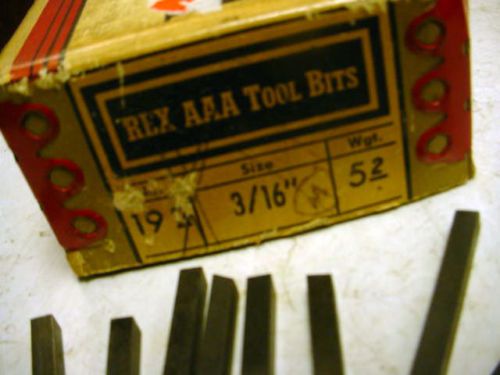 REX AAA TOOL BITS
Size
Wgt.
19
3/16"
52